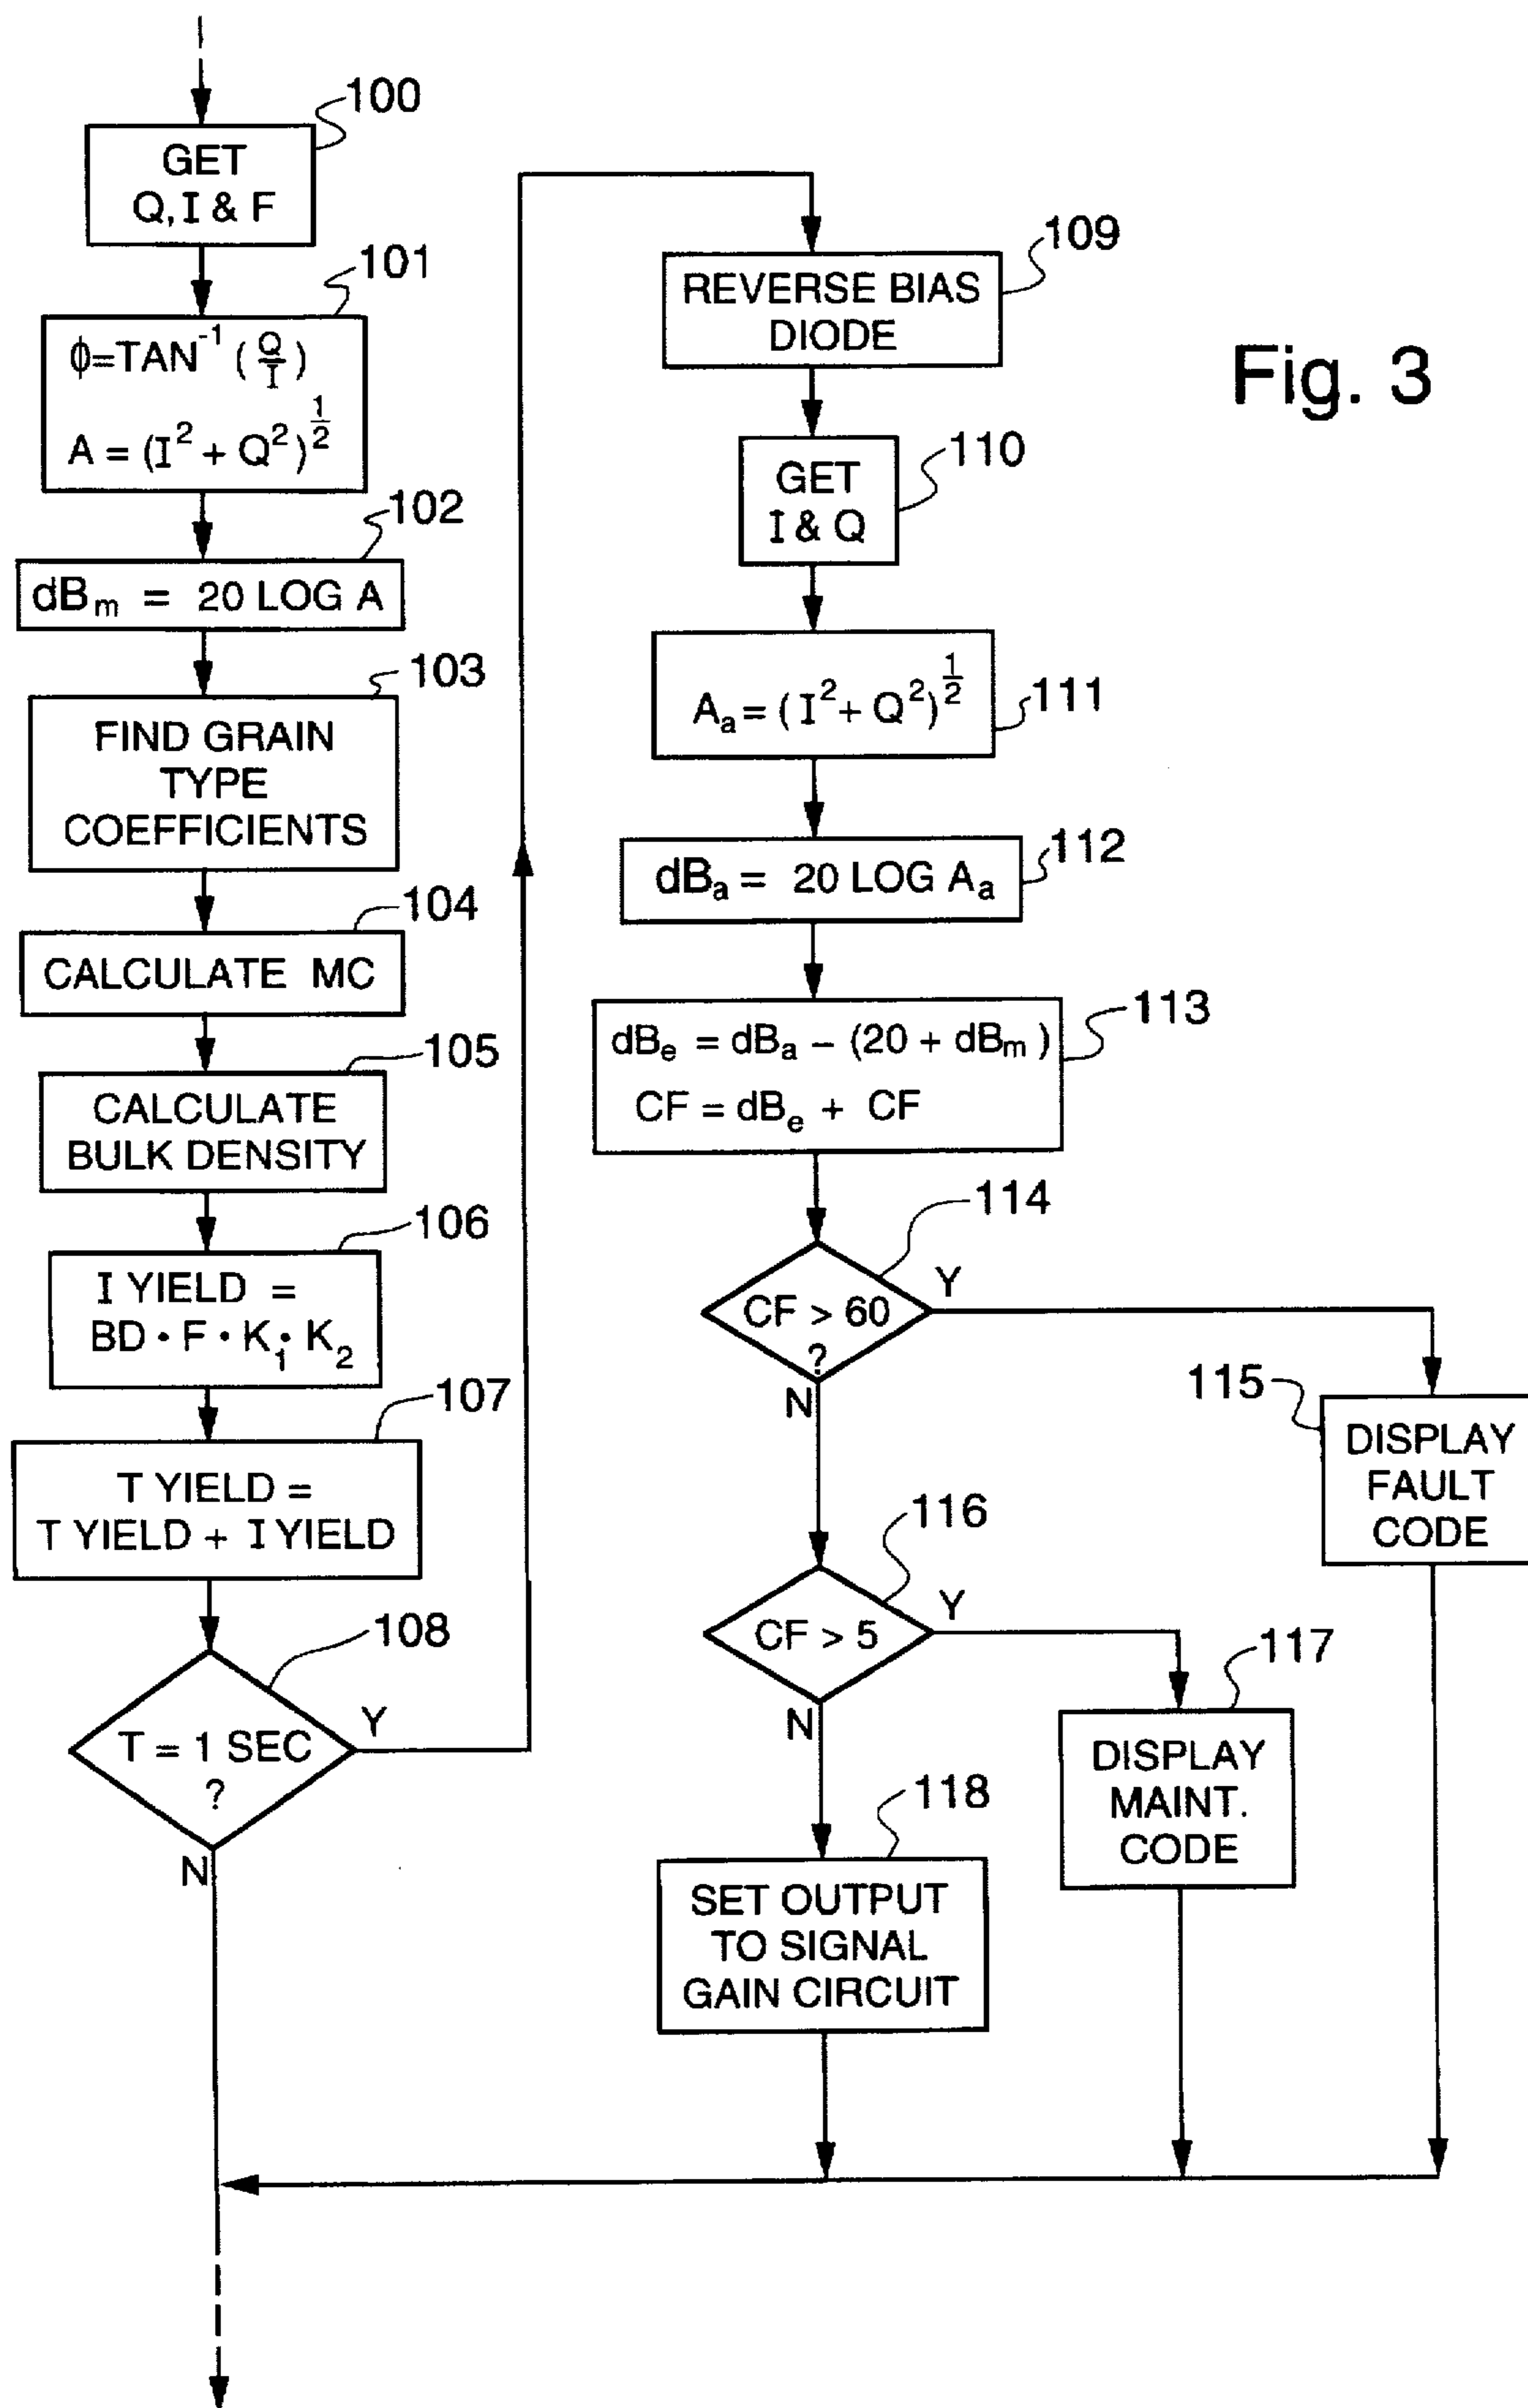 100
GET
Q, I & F
101
ϕ=TAN⁻¹ (Q/I)
A = (I² + Q²)^1/2
102
dBₘ = 20 LOG A
103
FIND GRAIN
TYPE
COEFFICIENTS
104
CALCULATE MC
105
CALCULATE
BULK DENSITY
106
I YIELD =
BD • F • K₁ • K₂
107
T YIELD =
T YIELD + I YIELD
108
T = 1 SEC
?
Y
N
109
REVERSE BIAS
DIODE
Fig. 3
110
GET
I & Q
111
Aₐ = (I² + Q²)^1/2
112
dBₐ = 20 LOG Aₐ
113
dBₑ = dBₐ – (20 + dBₘ)
CF = dBₑ + CF
114
CF > 60
?
Y
N
115
DISPLAY
FAULT
CODE
116
CF > 5
Y
N
117
DISPLAY
MAINT.
CODE
118
SET OUTPUT
TO SIGNAL
GAIN CIRCUIT